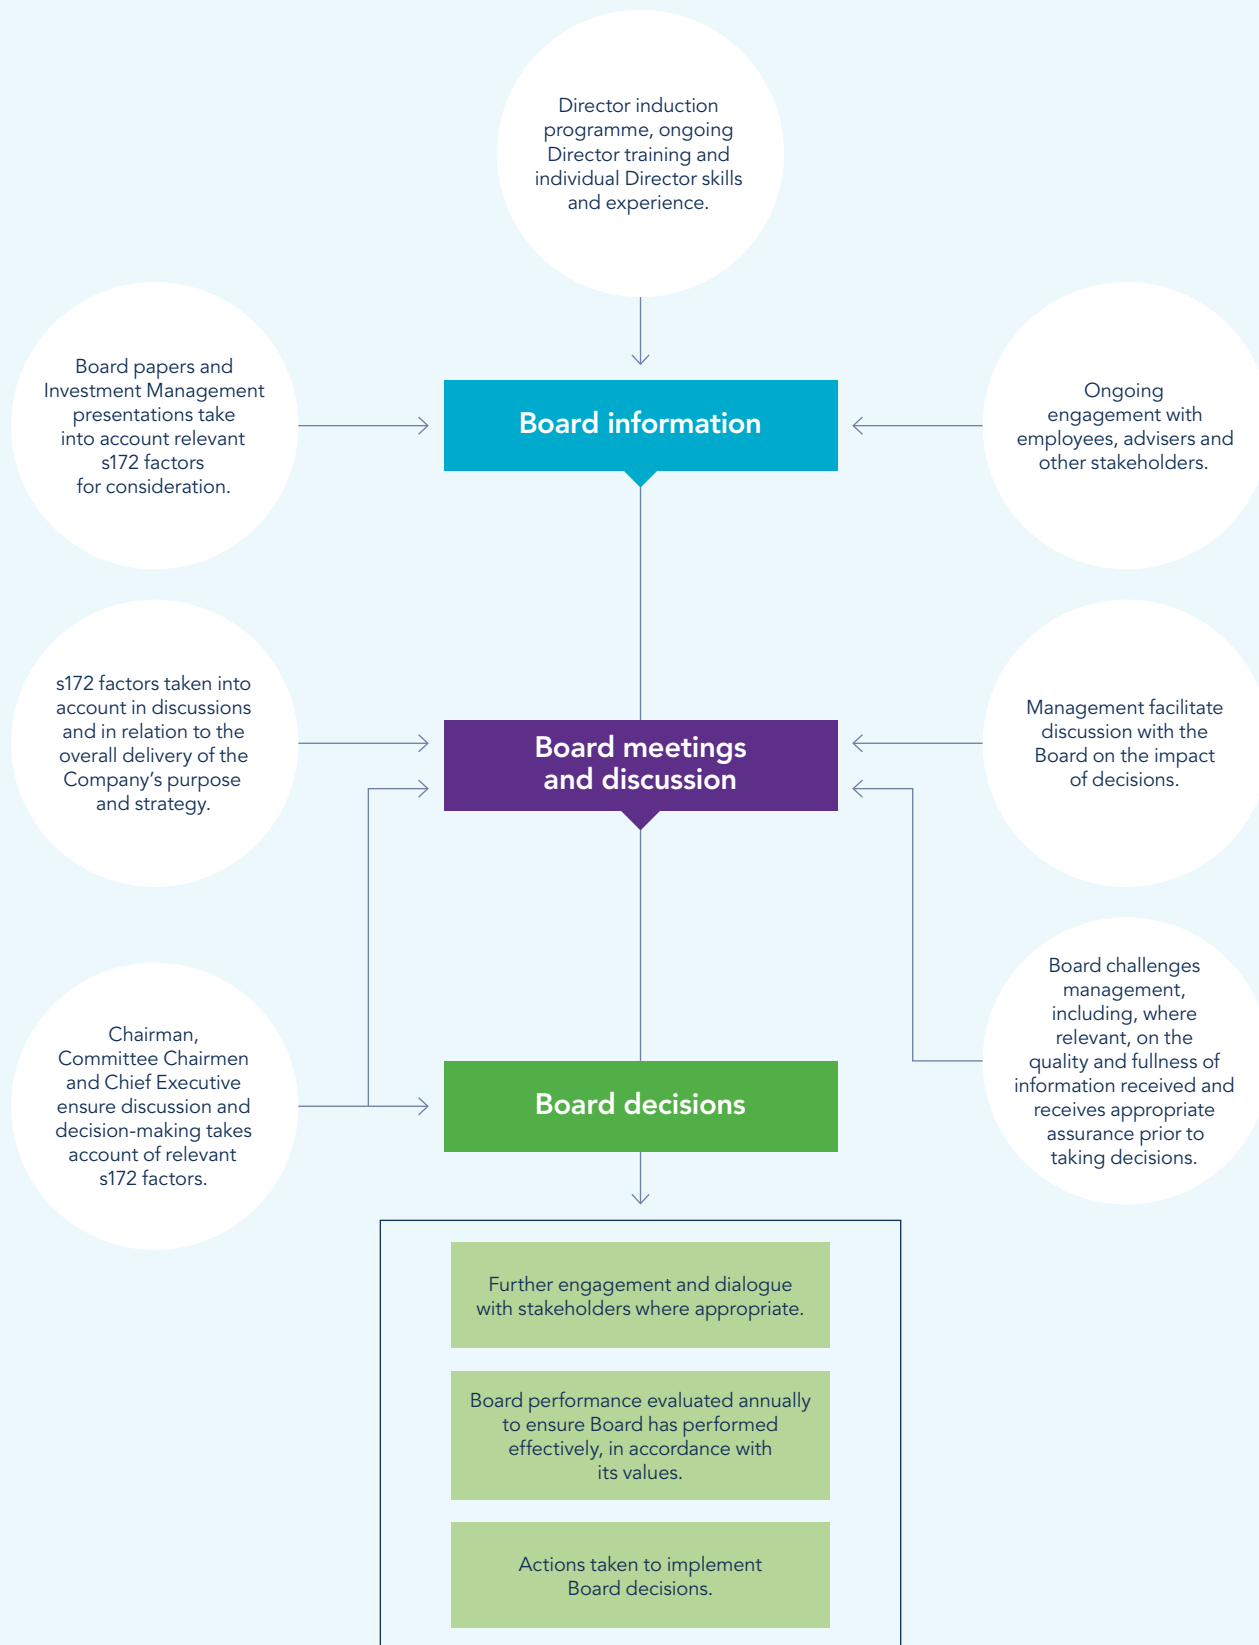 Director induction
programme, ongoing
Director training and
individual Director skills
and experience.
Board papers and
Investment Management
presentations take
into account relevant
s172 factors
for consideration.
Board information
Ongoing
engagement with
employees, advisers and
other stakeholders.
s172 factors taken into
account in discussions
and in relation to the
overall delivery of the
Company’s purpose
and strategy.
Board meetings
and discussion
Management facilitate
discussion with the
Board on the impact
of decisions.
Chairman,
Committee Chairmen
and Chief Executive
ensure discussion and
decision-making takes
account of relevant
s172 factors.
Board decisions
Board challenges
management,
including, where
relevant, on the
quality and fullness of
information received and
receives appropriate
assurance prior to
taking decisions.
Further engagement and dialogue
with stakeholders where appropriate.
Board performance evaluated annually
to ensure Board has performed
effectively, in accordance with
its values.
Actions taken to implement
Board decisions.